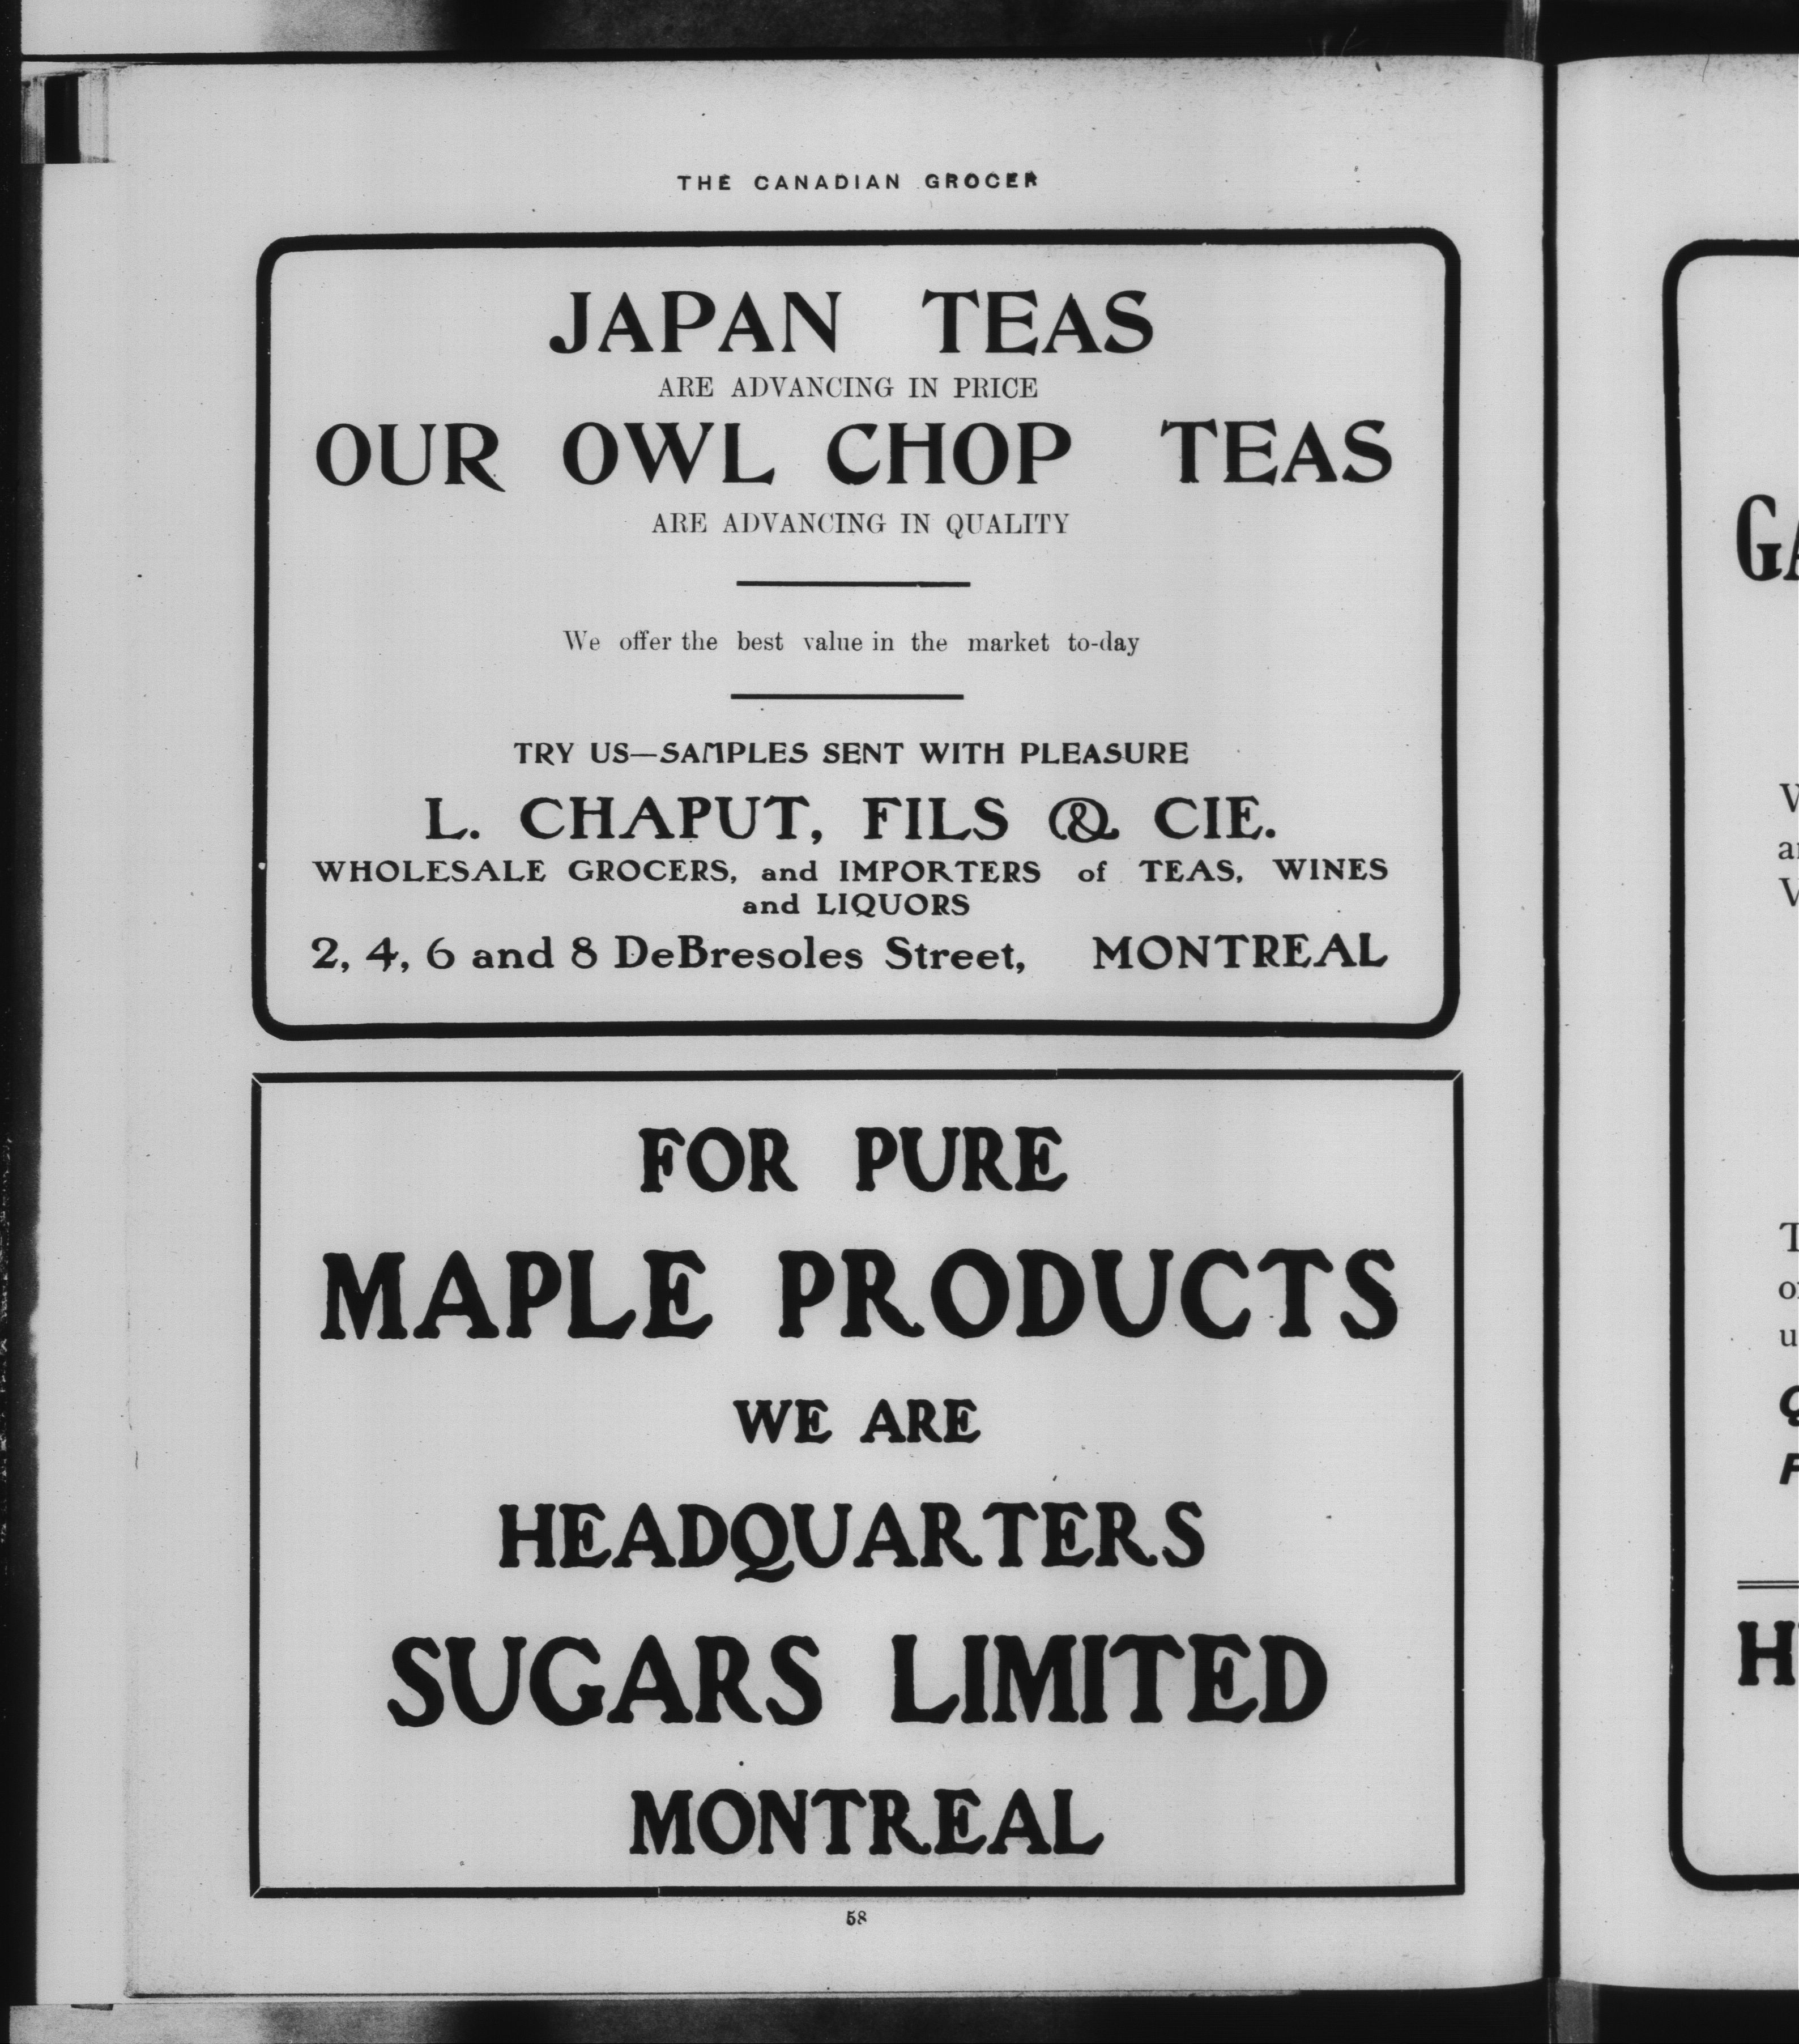 THE CANADIAN GROCER
JAPAN TEAS
ARE ADVANCING IN PRICE
OUR OWL CHOP TEAS
ARE ADVANCING IN QUALITY
We offer the best value in the market to-day
TRY US—SAMPLES SENT WITH PLEASURE
L. CHAPUT, FILS & CIE.
WHOLESALE GROCERS, and IMPORTERS of TEAS, WINES
and LIQUORS
2, 4, 6 and 8 DeBresoles Street, MONTREAL
FOR PURE
MAPLE PRODUCTS
WE ARE
HEADQUARTERS
SUGARS LIMITED
MONTREAL
58